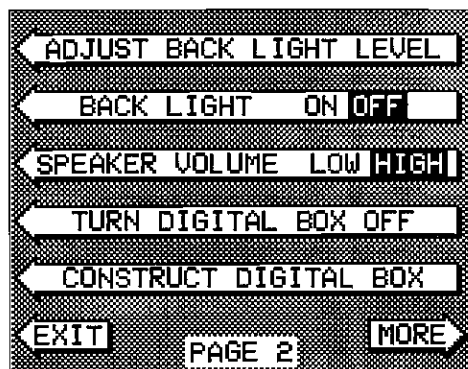 ADJUST BACK LIGHT LEVEL
BACK LIGHT ON OFF
SPEAKER VOLUME LOW HIGH
TURN DIGITAL BOX OFF
CONSTRUCT DIGITAL BOX
EXIT MORE
PAGE 2